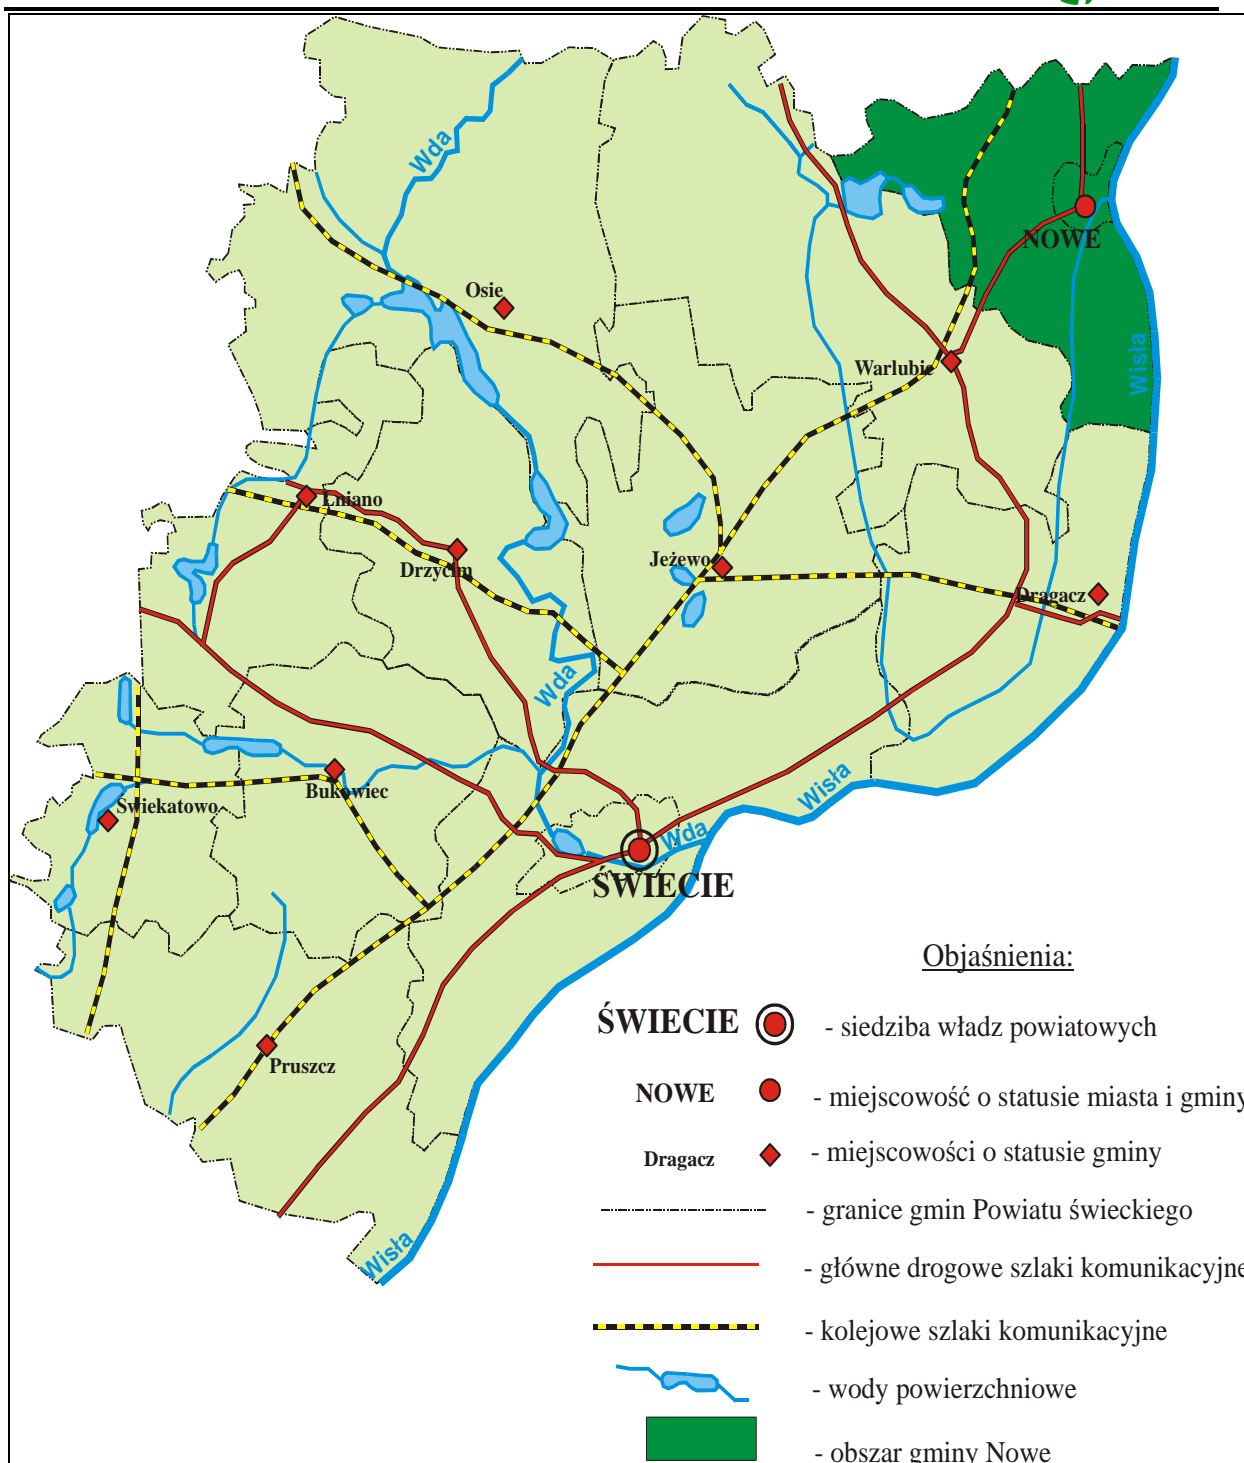 Wda
NOWE
Osie
Wisła
Warlubie
Lniano
Jeżewo
Drzycim
Dragacz
Wda
Bukowiec
Wisła
Świekatowo
Wda
ŚWIECIE
Objaśnienia:
ŚWIECIE - siedziba władz powiatowych
Pruszcz
NOWE - miejscowość o statusie miasta i gminy
Dragacz - miejscowości o statusie gminy
- granice gmin Powiatu świeckiego
Wisła
- główne drogowe szlaki komunikacyjne
- kolejowe szlaki komunikacyjne
- wody powierzchniowe
- obszar gminy Nowe